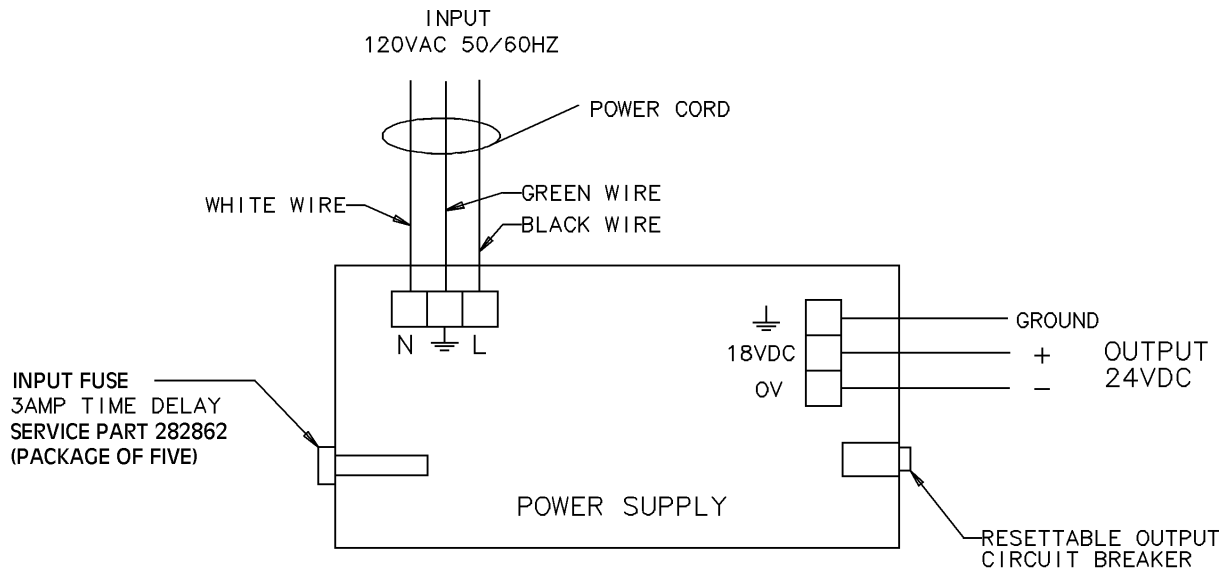 INPUT
120VAC 50/60HZ
POWER CORD
GREEN WIRE
WHITE WIRE
BLACK WIRE
N L
GROUND
18VDC
+
OUTPUT
24VDC
0V
−
INPUT FUSE
3AMP TIME DELAY
SERVICE PART 282862
(PACKAGE OF FIVE)
POWER SUPPLY
RESETTABLE OUTPUT
CIRCUIT BREAKER